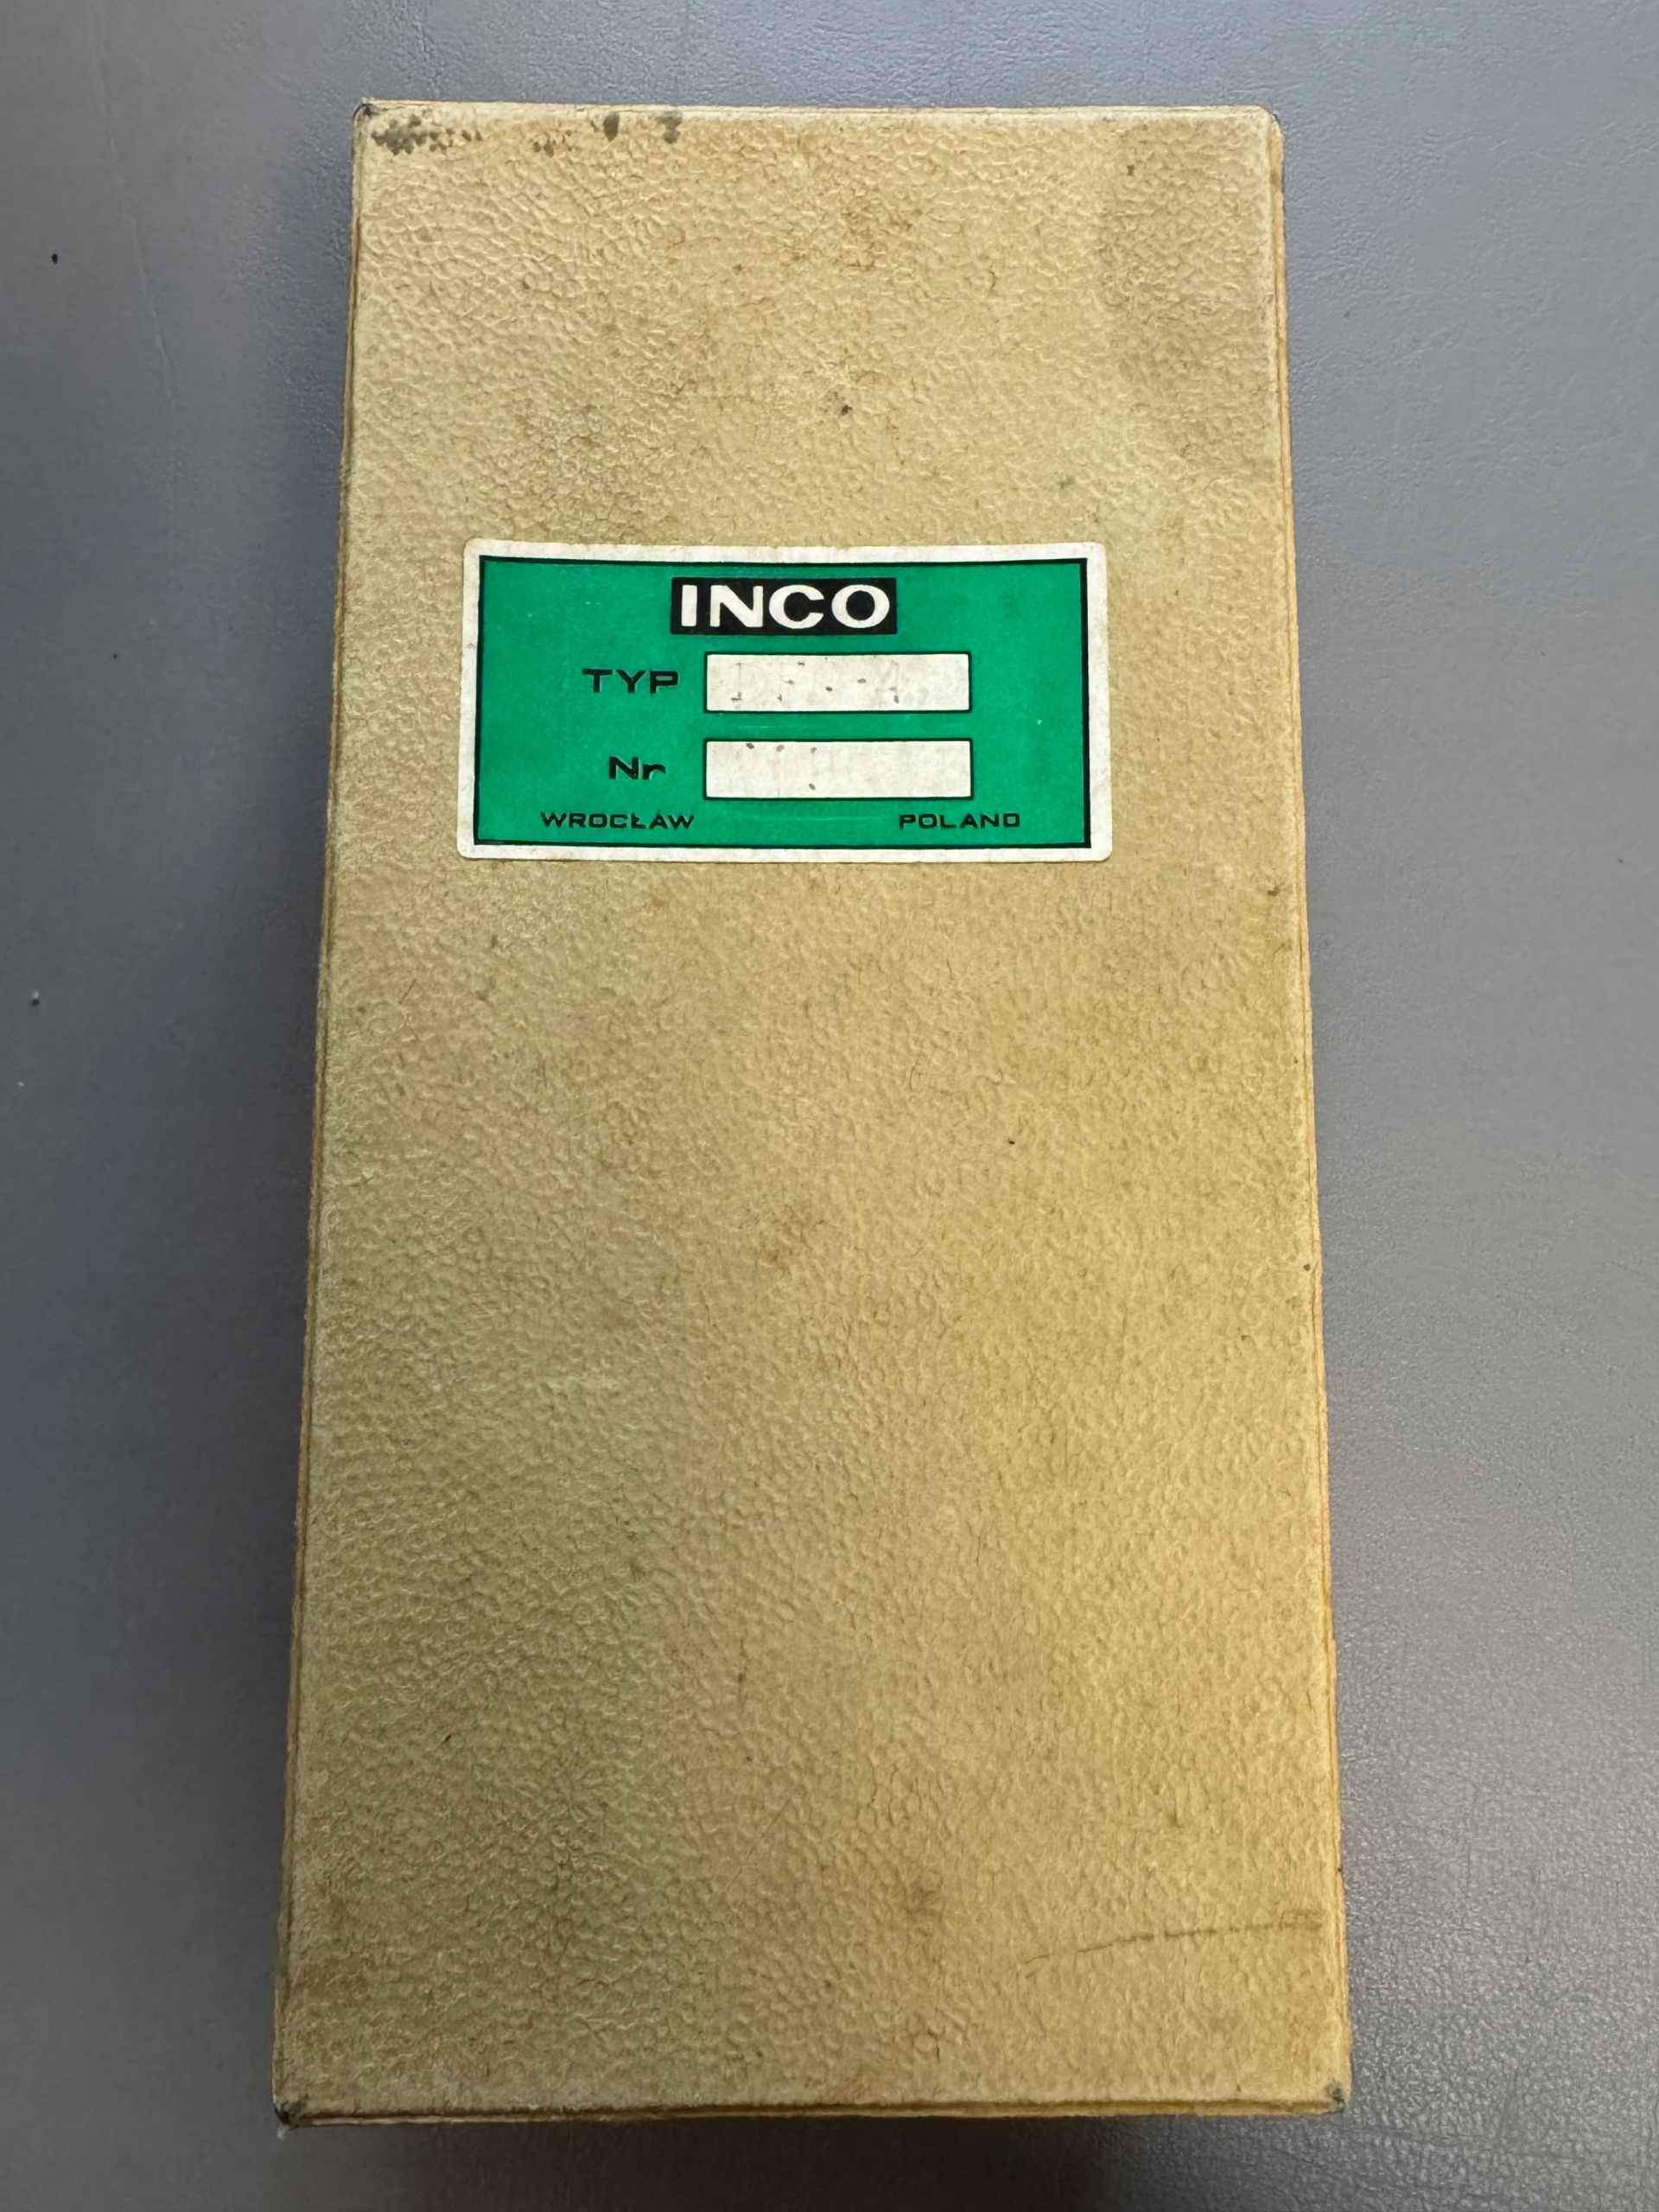 INCO
TYP
Nr
WROCŁAW POLAND